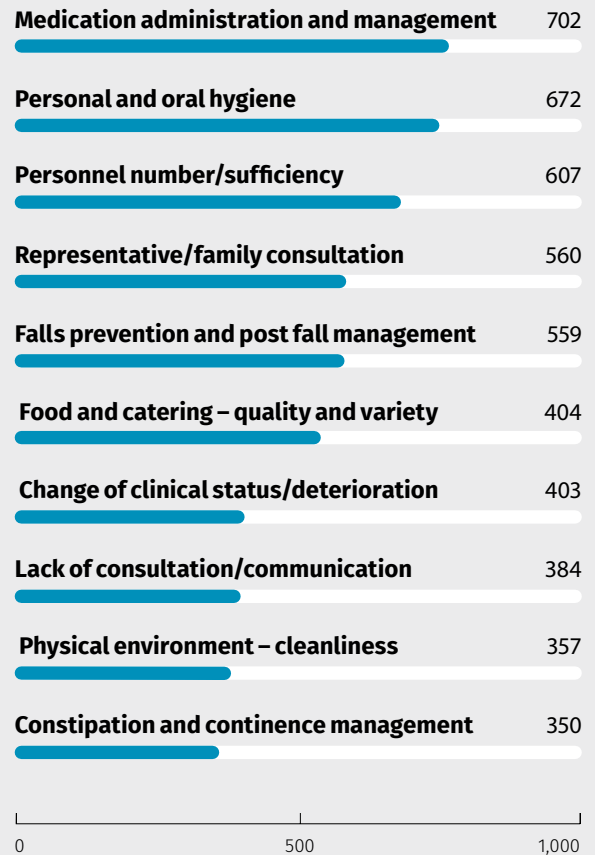 Medication administration and management 702
Personal and oral hygiene 672
Personnel number/sufficiency 607
Representative/family consultation 560
Falls prevention and post fall management 559
Food and catering – quality and variety 404
Change of clinical status/deterioration 403
Lack of consultation/communication 384
Physical environment – cleanliness 357
Constipation and continence management 350
0 500 1,000